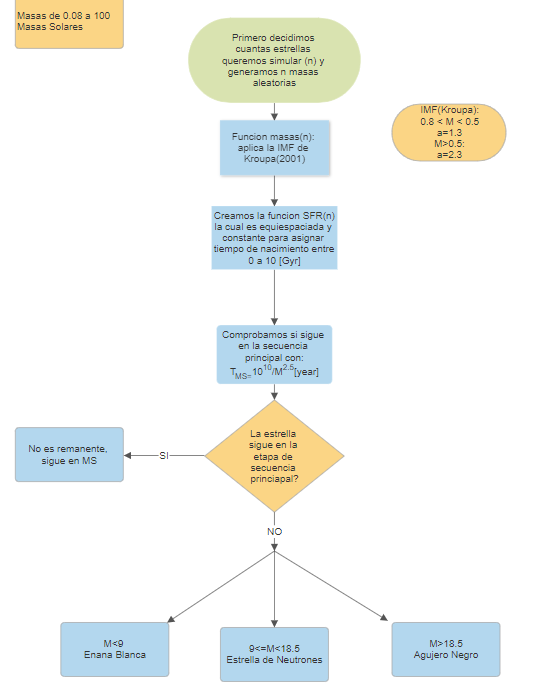 Masas de 0.08 a 100
Masas Solares
Primero decidimos
cuantas estrellas
queremos simular (n) y
generamos n masas
aleatorias
IMF(Kroupa):
0.8 < M < 0.5
a=1.3
M>0.5:
a=2.3
Funcion masas(n):
aplica la IMF de
Kroupa(2001)
Creamos la funcion SFR(n)
la cual es equiespaciada y
constante para asignar
tiempo de nacimiento entre
0 a 10 [Gyr]
Comprobamos si sigue
en la secuencia
principal con:
T_MS=10^10/M^2.5[year]
La estrella
sigue en la
etapa de
secuencia
princiapal?
SI
No es remanente,
sigue en MS
NO
M<9
Enana Blanca
9<=M<18.5
Estrella de Neutrones
M>18.5
Agujero Negro